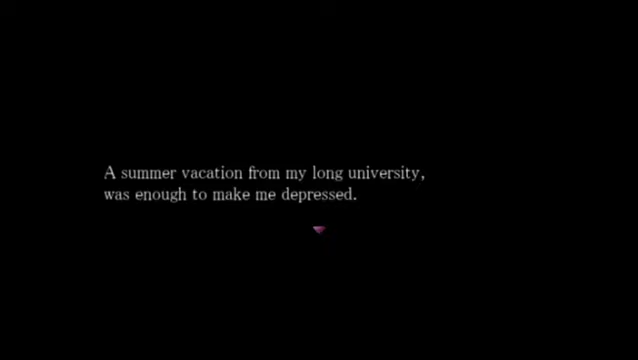 A summer vacation from my long university,
was enough to make me depressed.